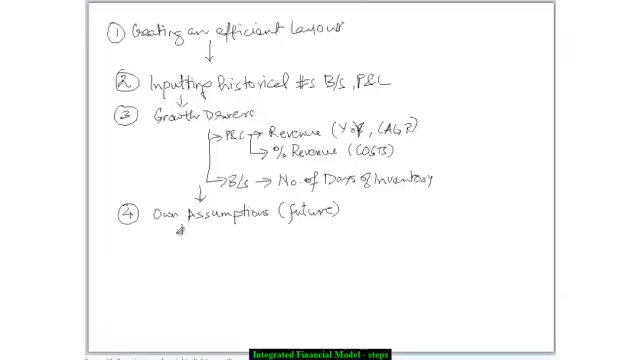 ① Creating an efficient Layout
② Inputting historical #s B/s, P&L
③ Growth Drivers
P&L → Revenue (YoY, CAGR)
→ % Revenue (COSTS)
B/s → No. of Days of Inventory
④ Own Assumptions (future)
Integrated Financial Model - steps